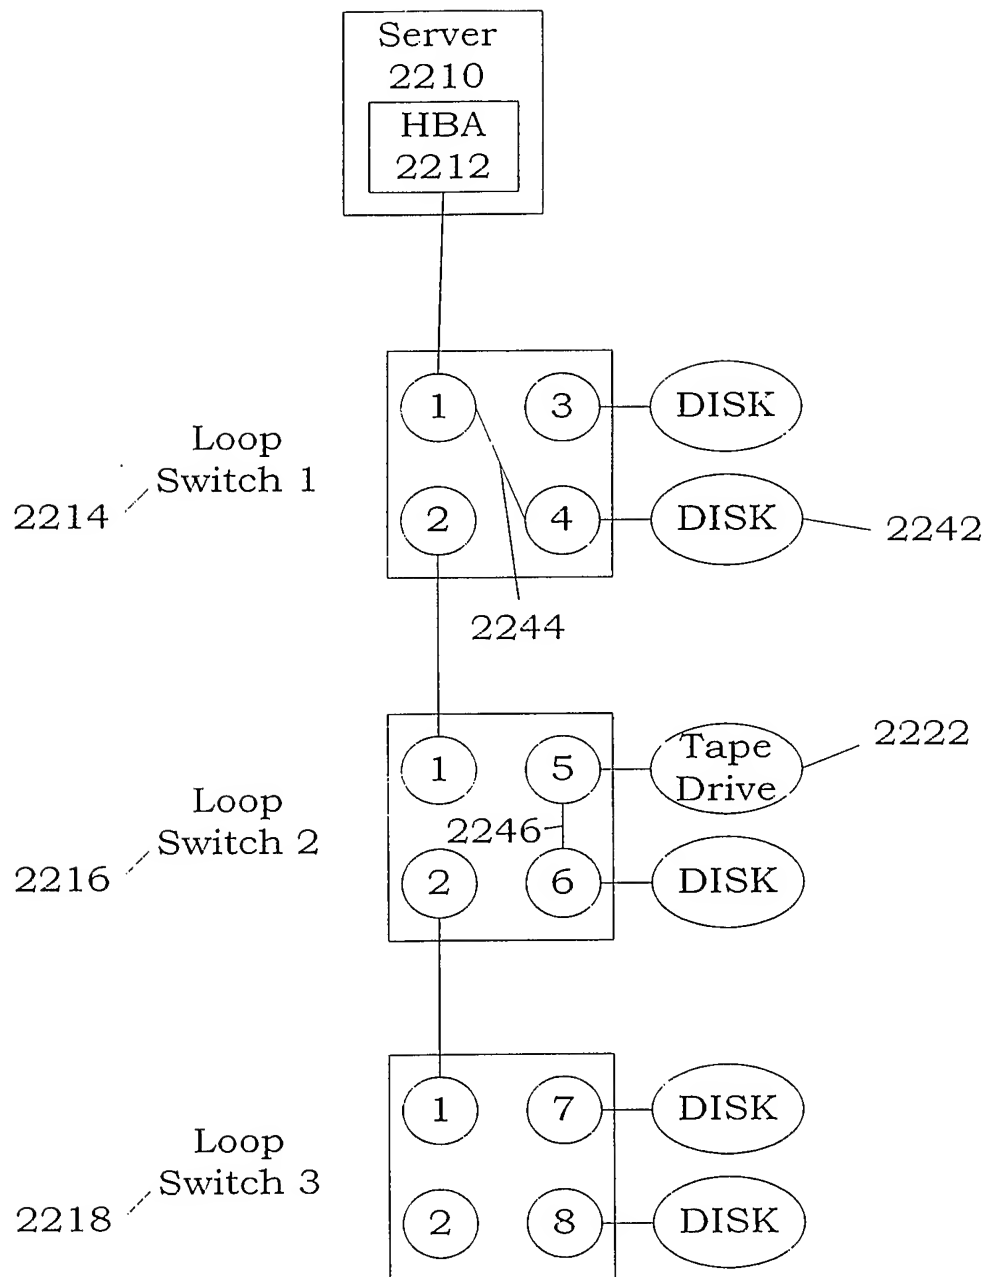 Server
2210
HBA
2212
1
3
DISK
Loop
Switch 1
2214
2
4
DISK
2242
2244
1
5
Tape
Drive
2222
Loop
Switch 2
2216
2246
2
6
DISK
1
7
DISK
Loop
Switch 3
2218
2
8
DISK